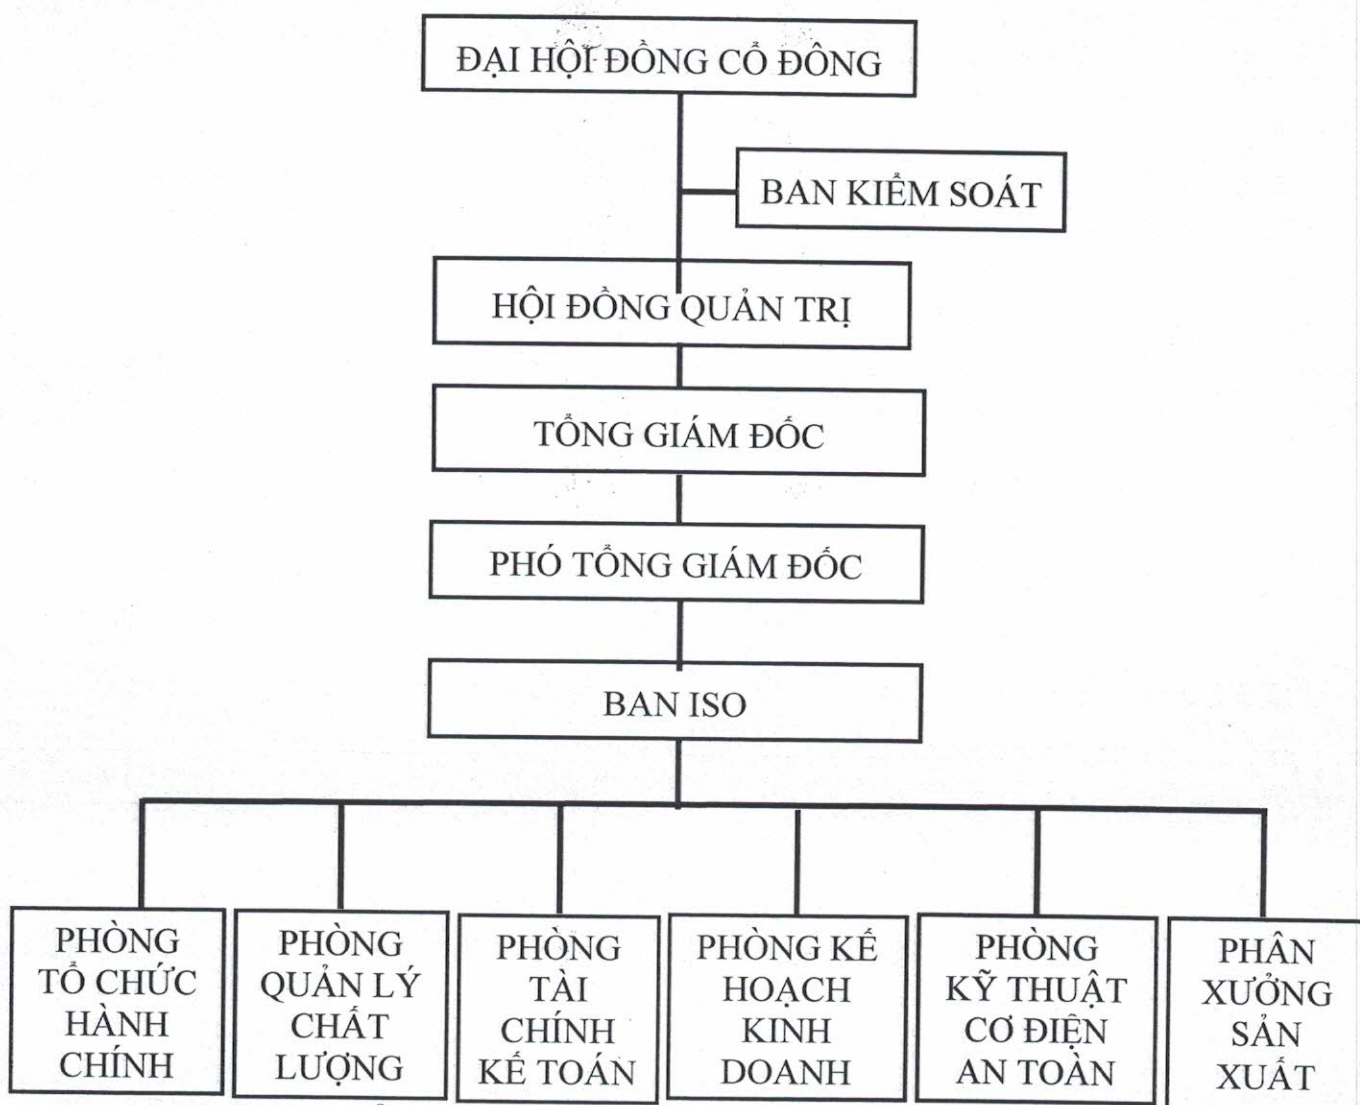 ĐẠI HỘI ĐỒNG CỔ ĐÔNG
BAN KIỂM SOÁT
HỘI ĐỒNG QUẢN TRỊ
TỔNG GIÁM ĐỐC
PHÓ TỔNG GIÁM ĐỐC
BAN ISO
PHÒNG
TỔ CHỨC
HÀNH
CHÍNH
PHÒNG
QUẢN LÝ
CHẤT
LƯỢNG
PHÒNG
TÀI
CHÍNH
KẾ TOÁN
PHÒNG KẾ
HOẠCH
KINH
DOANH
PHÒNG
KỸ THUẬT
CƠ ĐIỆN
AN TOÀN
PHÂN
XƯỞNG
SẢN
XUẤT